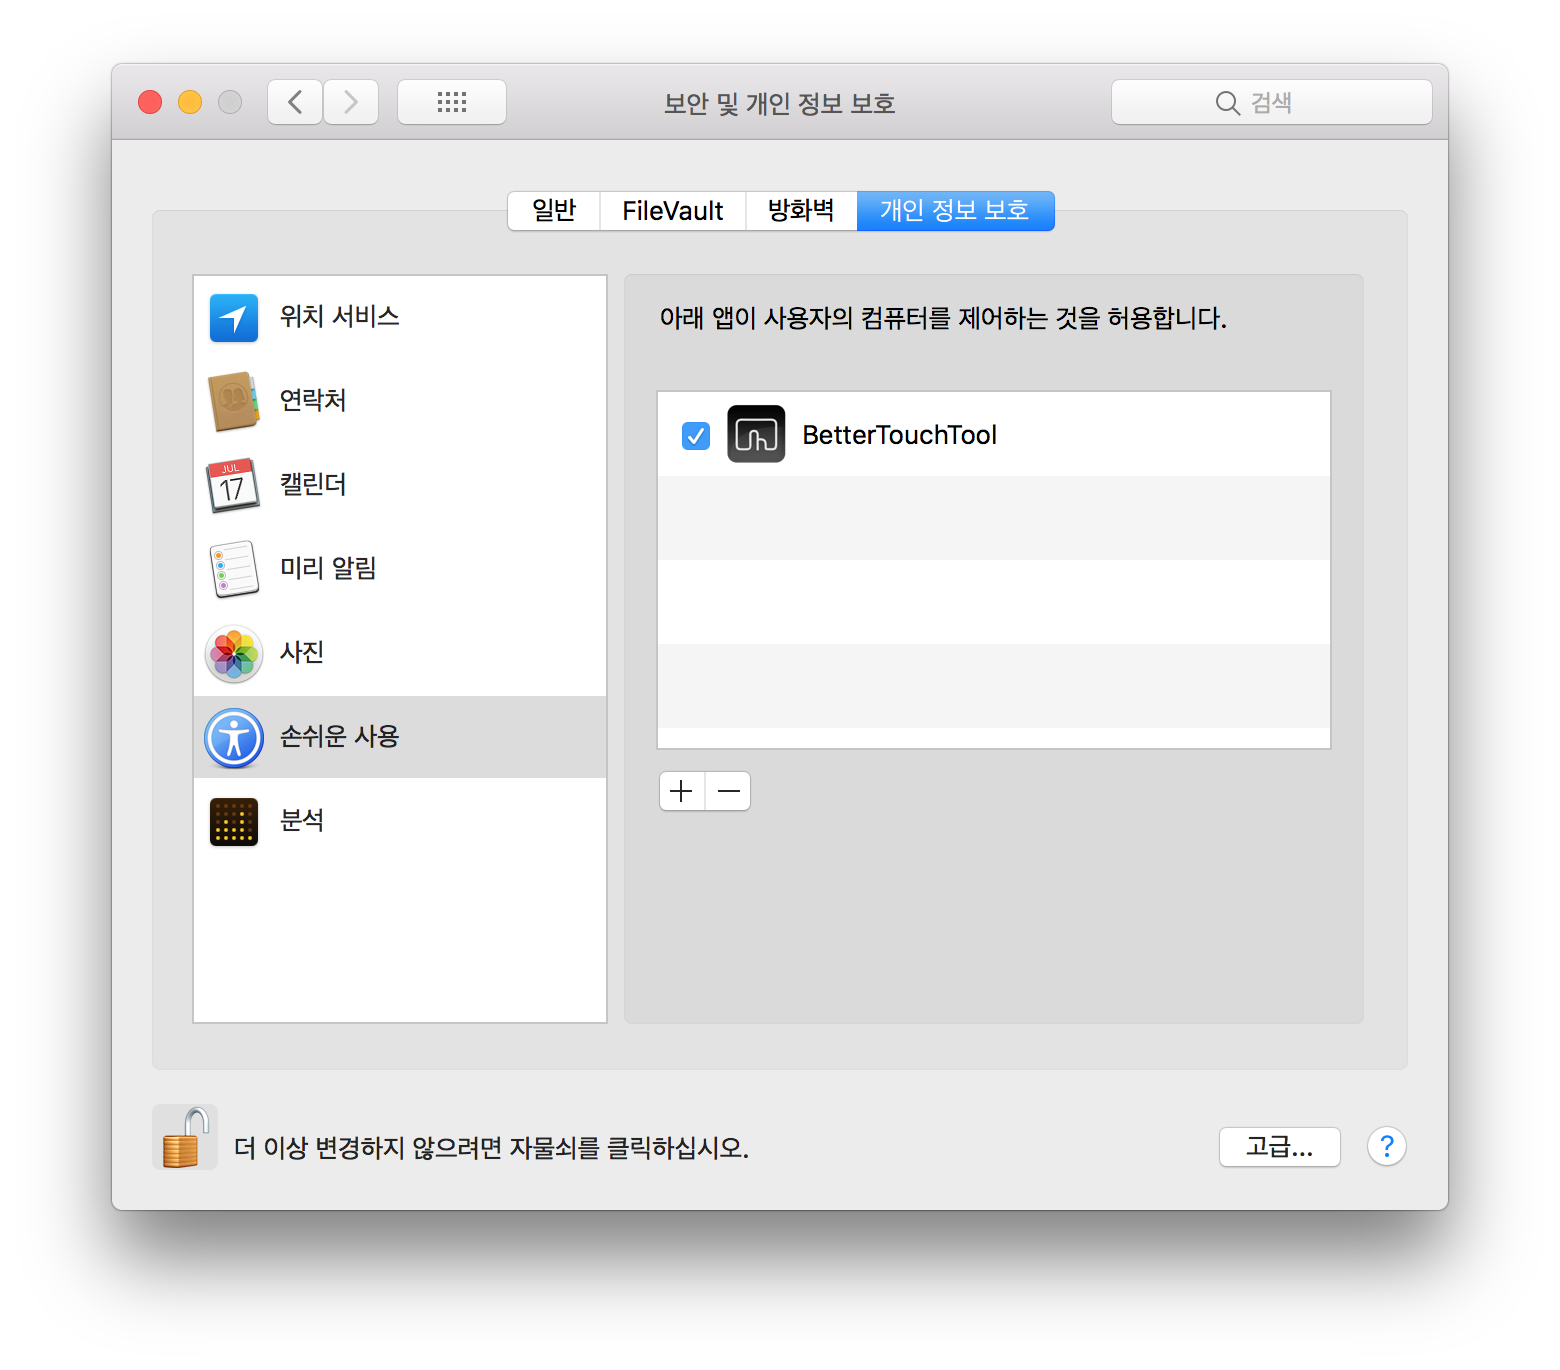 보안 및 개인 정보 보호
검색
일반
FileVault
방화벽
개인 정보 보호
위치 서비스
연락처
JUL
17
캘린더
미리 알림
사진
손쉬운 사용
분석
아래 앱이 사용자의 컴퓨터를 제어하는 것을 허용합니다.
BetterTouchTool
더 이상 변경하지 않으려면 자물쇠를 클릭하십시오.
고급...
?